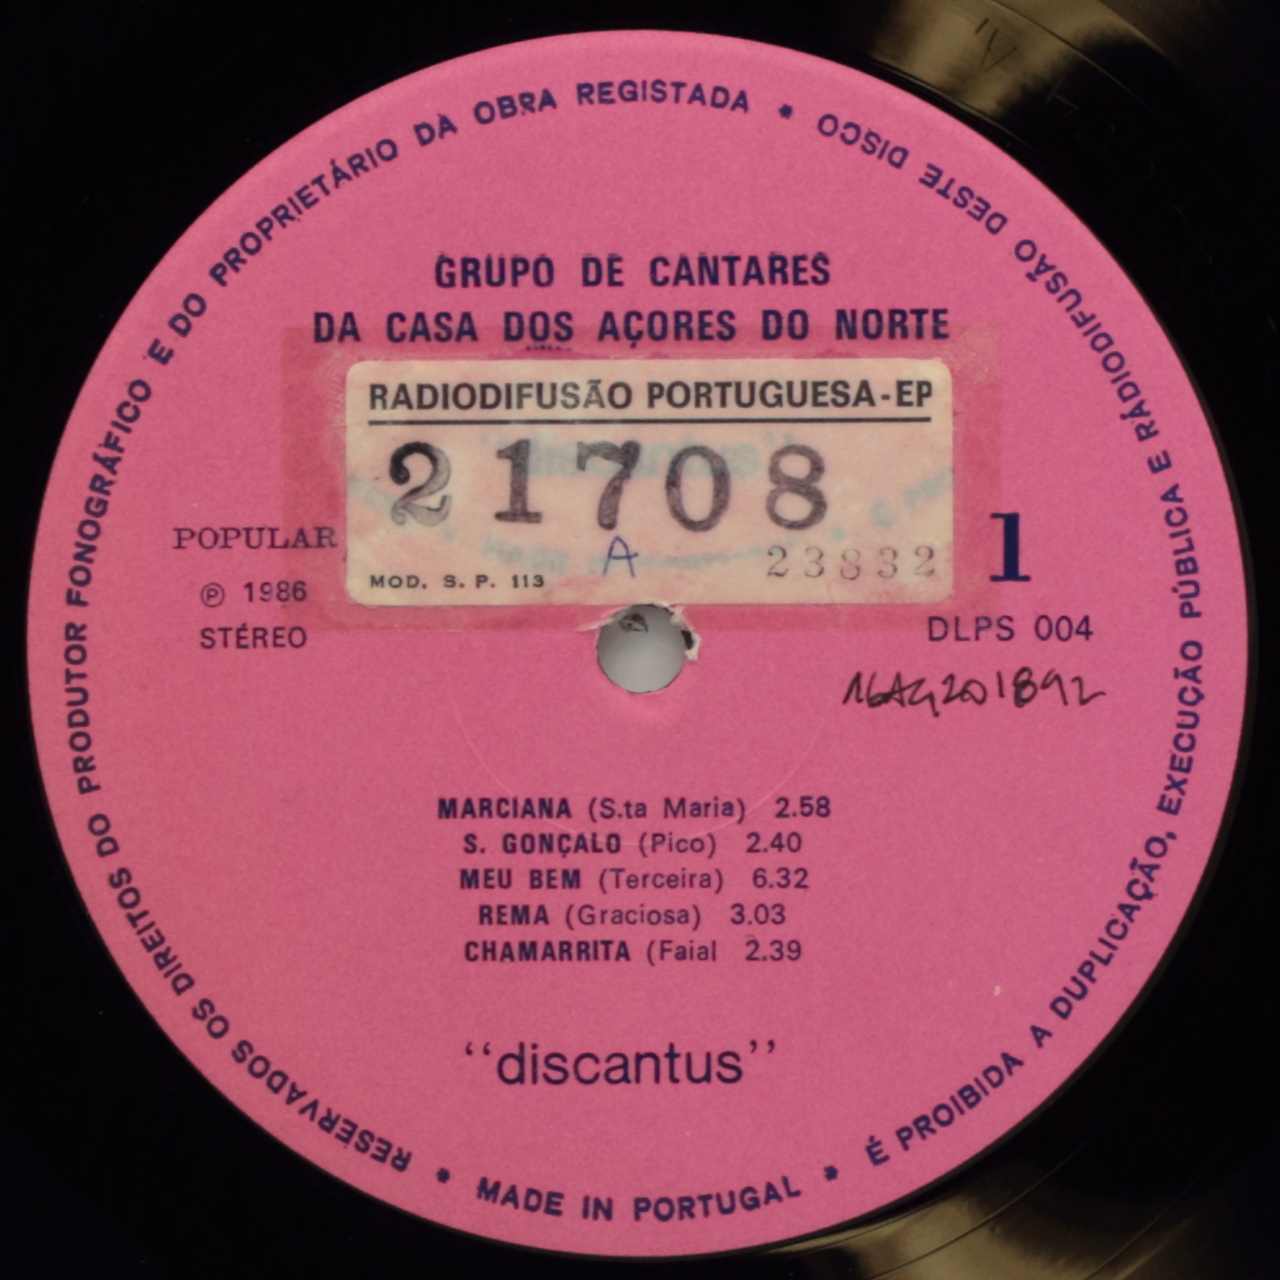 RESERVADOS OS DIREITOS DO PRODUTOR FONOGRÁFICO E DO PROPRIETÁRIO DA OBRA REGISTADA * É PROIBIDA A DUPLICAÇÃO, EXECUÇÃO PÚBLICA E RÁDIODIFUSÃO DESTE DISCO *
GRUPO DE CANTARES
DA CASA DOS AÇORES DO NORTE
RADIODIFUSÃO PORTUGUESA-EP
21708
A
23832
MOD. S. P. 113
POPULAR
℗ 1986
STÉREO
1
DLPS 004
MARCIANA (S.ta Maria) 2.58
S. GONÇALO (Pico) 2.40
MEU BEM (Terceira) 6.32
REMA (Graciosa) 3.03
CHAMARRITA (Faial 2.39
"discantus"
* MADE IN PORTUGAL *